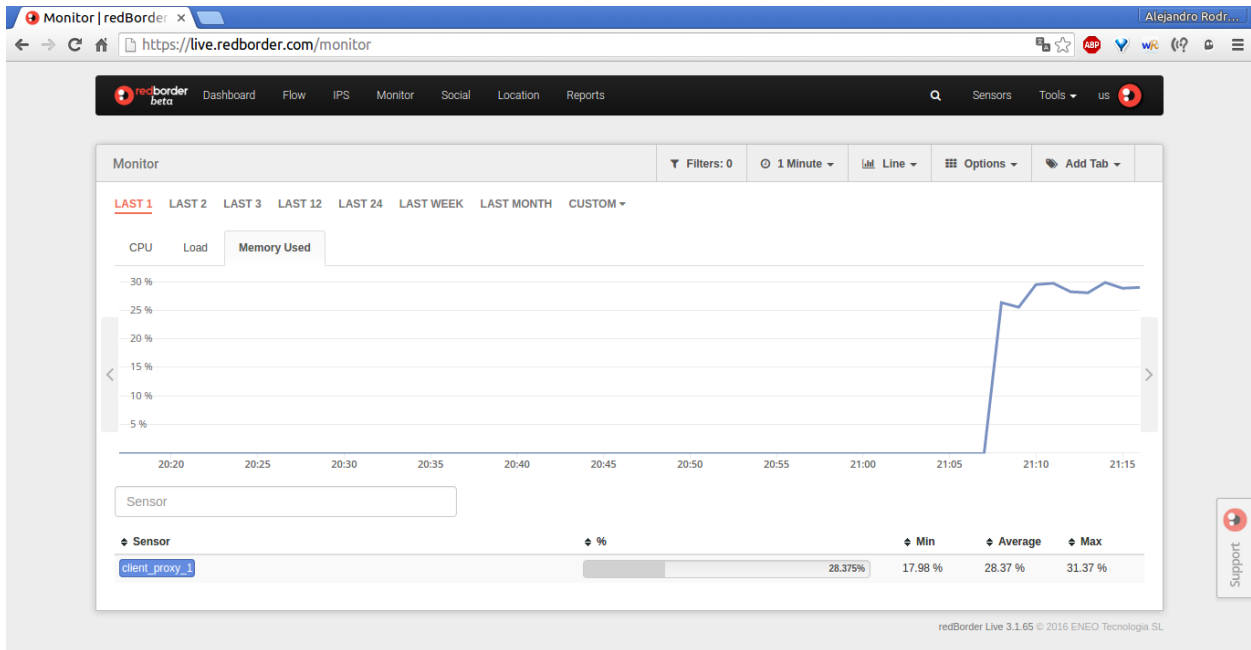 Monitor | redBorder ×
Alejandro Rodr...
https://live.redborder.com/monitor
ABP
redborder beta Dashboard Flow IPS Monitor Social Location Reports Sensors Tools us
Monitor Filters: 0 1 Minute Line Options Add Tab
LAST 1 LAST 2 LAST 3 LAST 12 LAST 24 LAST WEEK LAST MONTH CUSTOM
CPU Load Memory Used
30 %
25 %
20 %
15 %
10 %
5 %
20:20 20:25 20:30 20:35 20:40 20:45 20:50 20:55 21:00 21:05 21:10 21:15
Sensor
Sensor % Min Average Max
client_proxy_1 28.375% 17.98 % 28.37 % 31.37 %
Support
redBorder Live 3.1.65 © 2016 ENEO Tecnologia SL